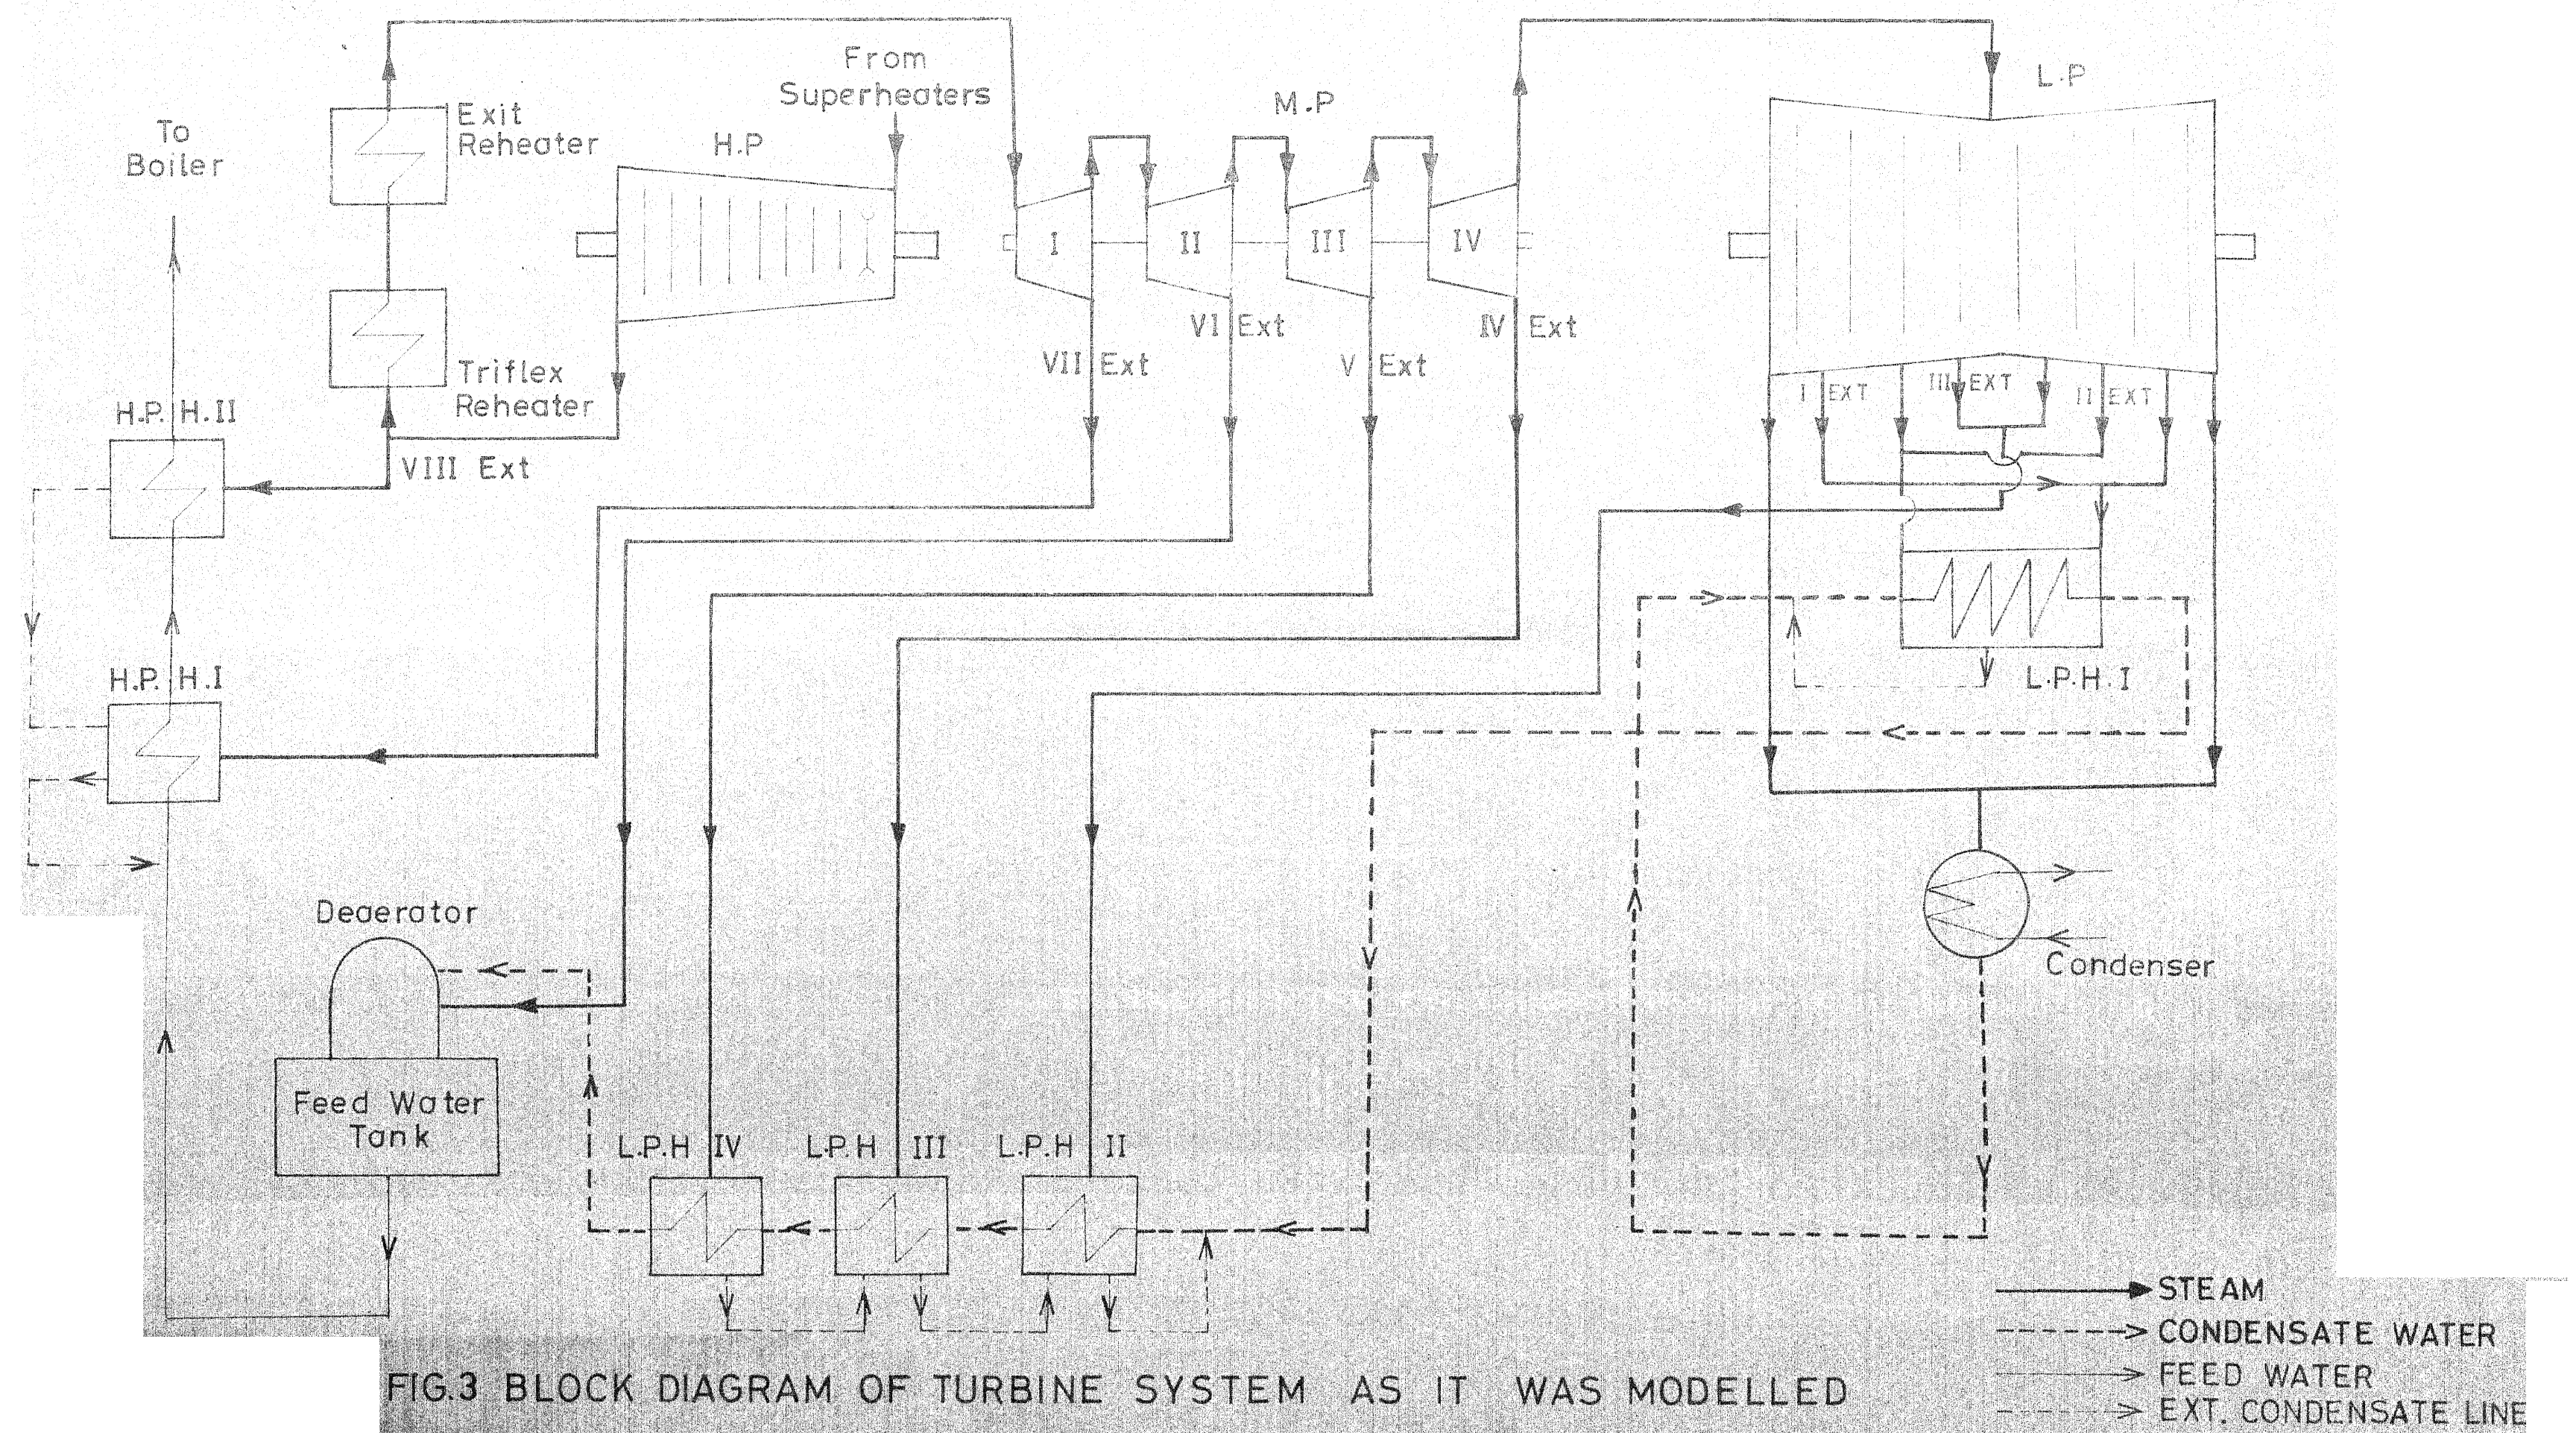 From
Superheaters
To
Boiler
Exit
Reheater
H.P
M.P
L.P
I
II
III
IV
Triflex
Reheater
VI Ext
IV Ext
VII Ext
V Ext
I EXT
III EXT
II EXT
H.P. H.II
VIII Ext
H.P. H.I
L.P.H.I
Deaerator
Condenser
Feed Water
Tank
L.P.H IV
L.P.H III
L.P.H II
STEAM
CONDENSATE WATER
FEED WATER
EXT. CONDENSATE LINE
FIG.3 BLOCK DIAGRAM OF TURBINE SYSTEM AS IT WAS MODELLED